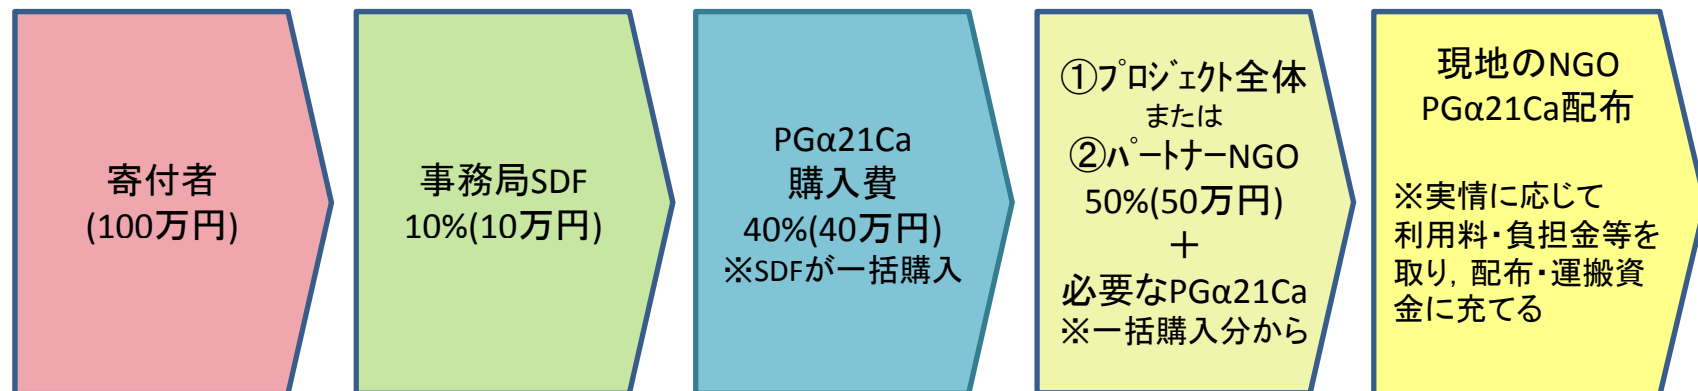 寄付者
(100万円)
事務局SDF
10%(10万円)
PGα21Ca
購入費
40%(40万円)
※SDFが一括購入
①ﾌﾟﾛｼﾞｪｸﾄ全体
または
②ﾊﾟｰﾄﾅｰNGO
50%(50万円)
＋
必要なPGα21Ca
※一括購入分から
現地のNGO
PGα21Ca配布
※実情に応じて
利用料・負担金等を
取り, 配布・運搬資
金に充てる